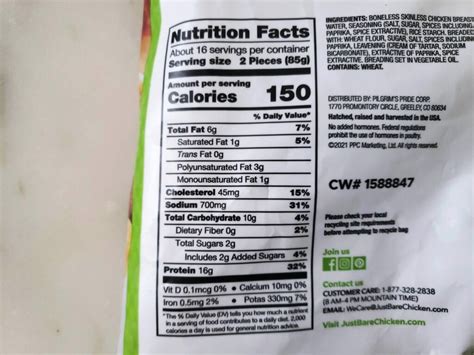 Nutrition Facts
About 16 servings per container
Serving size 2 Pieces (85g)
Amount per serving
Calories 150
% Daily Value*
Total Fat 6g 7%
Saturated Fat 1g 5%
Trans Fat 0g
Polyunsaturated Fat 3g
Monounsaturated Fat 1g
Cholesterol 45mg 15%
Sodium 700mg 31%
Total Carbohydrate 10g 4%
Dietary Fiber 0g 2%
Total Sugars 2g
Includes 2g Added Sugars 4%
Protein 16g 32%
Vit D 0.1mcg 0% • Calcium 10mg 0%
Iron 0.5mg 2% • Potas 330mg 7%
*The % Daily Value (DV) tells you how much a nutrient
in a serving of food contributes to a daily diet. 2,000
calories a day is used for general nutrition advice.
INGREDIENTS: BONELESS SKINLESS CHICKEN BREAST
WATER, SEASONING (SALT, SUGAR, SPICES INCLUDING
PAPRIKA, SPICE EXTRACTIVE), RICE STARCH. BREADED
WITH: WHEAT FLOUR, SUGAR, SALT, SPICES INCLUDING
PAPRIKA, LEAVENING (CREAM OF TARTAR, SODIUM
BICARBONATE), EXTRACTIVE OF PAPRIKA, SPICE
EXTRACTIVE. BREADING SET IN VEGETABLE OIL.
CONTAINS: WHEAT.
DISTRIBUTED BY: PILGRIM'S PRIDE CORP.
1770 PROMONTORY CIRCLE, GREELEY, CO 80634
Hatched, raised and harvested in the USA.
No added hormones. Federal regulations
prohibit the use of hormones in poultry.
©2021 PPC Marketing, Ltd. All rights reserved.
CW# 1588847
Please check your local
recycling site requirements
before attempting to recycle bag
Join us
Contact us
CUSTOMER CARE: 1-877-328-2838
(8 AM-4 PM MOUNTAIN TIME)
EMAIL: WeCare@JustBareChicken.com
Visit JustBareChicken.com